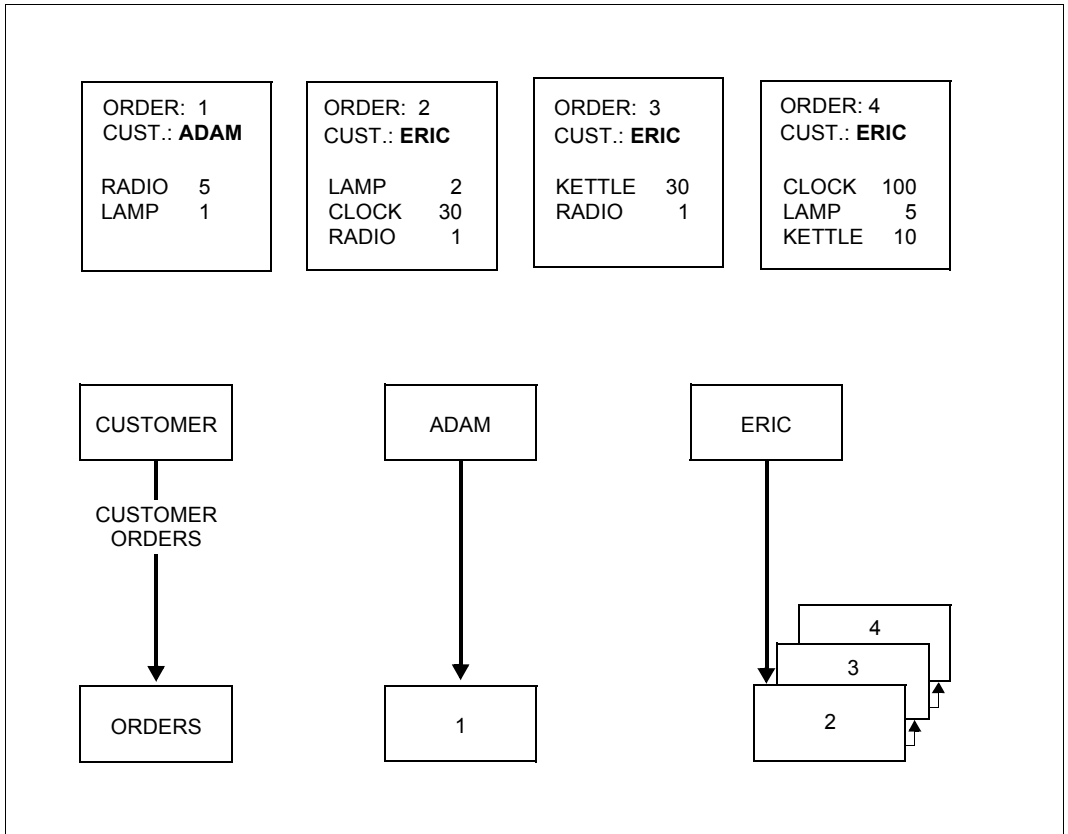 ORDER: 1
CUST.: ADAM
RADIO 5
LAMP 1
ORDER: 2
CUST.: ERIC
LAMP 2
CLOCK 30
RADIO 1
ORDER: 3
CUST.: ERIC
KETTLE 30
RADIO 1
ORDER: 4
CUST.: ERIC
CLOCK 100
LAMP 5
KETTLE 10
CUSTOMER
CUSTOMER
ORDERS
ORDERS
ADAM
1
ERIC
4
3
2